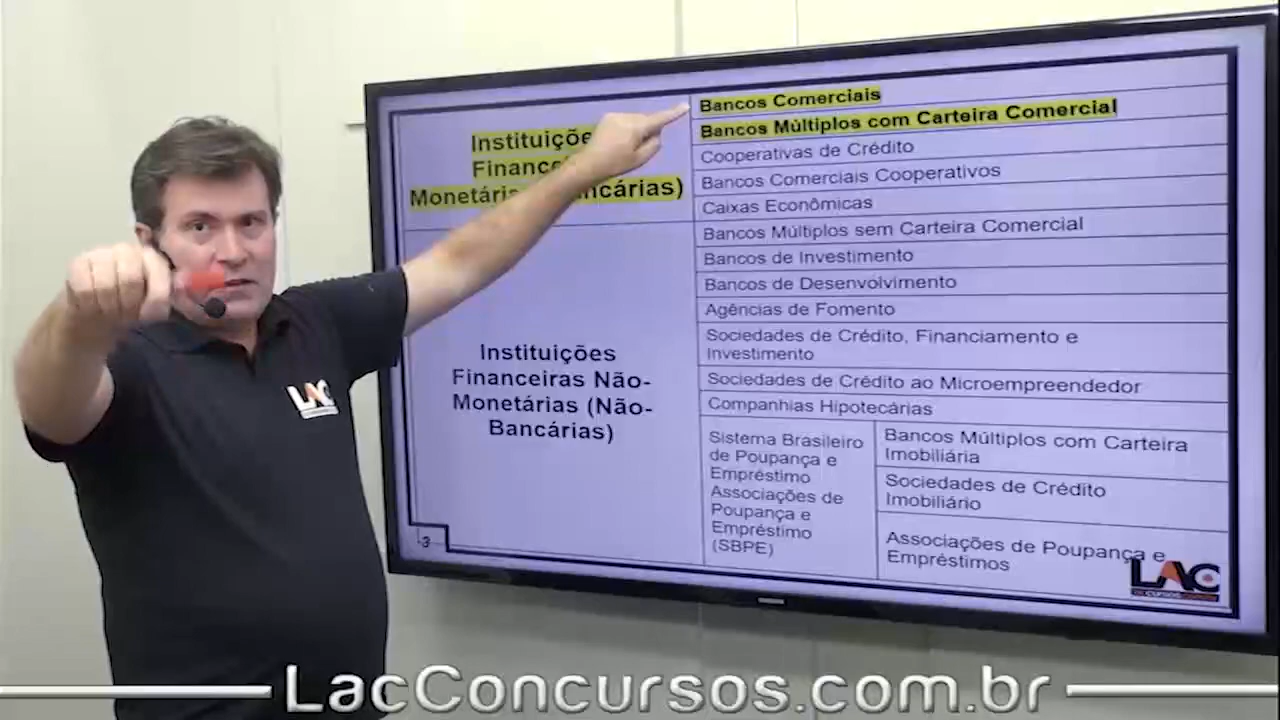 Instituiçõe
Finance
Monetári ncárias)
Bancos Comerciais
Bancos Múltiplos com Carteira Comercial
Cooperativas de Crédito
Bancos Comerciais Cooperativos
Caixas Econômicas
Instituições
Financeiras Não-
Monetárias (Não-
Bancárias)
Bancos Múltiplos sem Carteira Comercial
Bancos de Investimento
Bancos de Desenvolvimento
Agências de Fomento
Sociedades de Crédito, Financiamento e
Investimento
Sociedades de Crédito ao Microempreendedor
Companhias Hipotecárias
Sistema Brasileiro
de Poupança e
Empréstimo
Associações de
Poupança e
Empréstimo
(SBPE)
Bancos Múltiplos com Carteira
Imobiliária
Sociedades de Crédito
Imobiliário
Associações de Poupança e
Empréstimos
3
LAC
LAC
LacConcursos.com.br